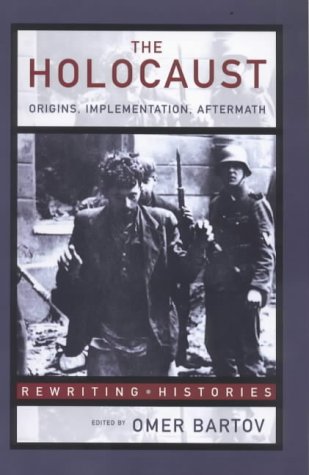 THE
HOLOCAUST
ORIGINS, IMPLEMENTATION, AFTERMATH
REWRITING • HISTORIES
EDITED BY OMER BARTOV